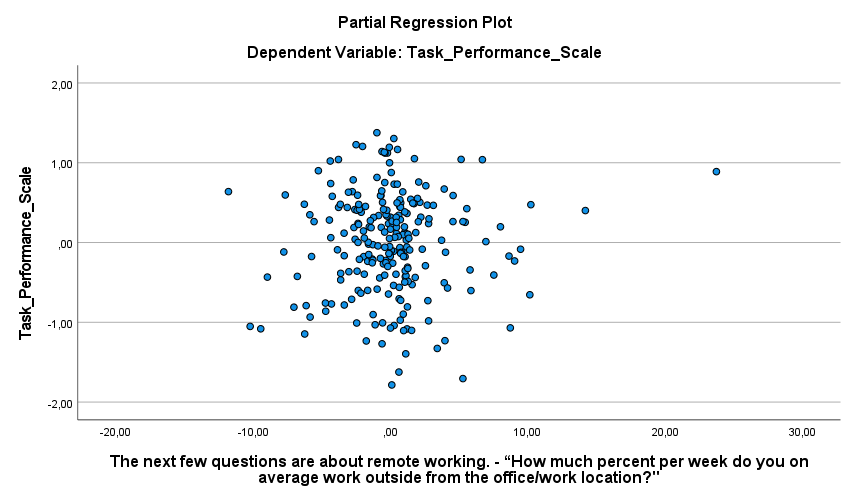 Partial Regression Plot
Dependent Variable: Task_Performance_Scale
Task_Performance_Scale
2,00
1,00
,00
-1,00
-2,00
-20,00 -10,00 ,00 10,00 20,00 30,00
The next few questions are about remote working. - “How much percent per week do you on
average work outside from the office/work location?"